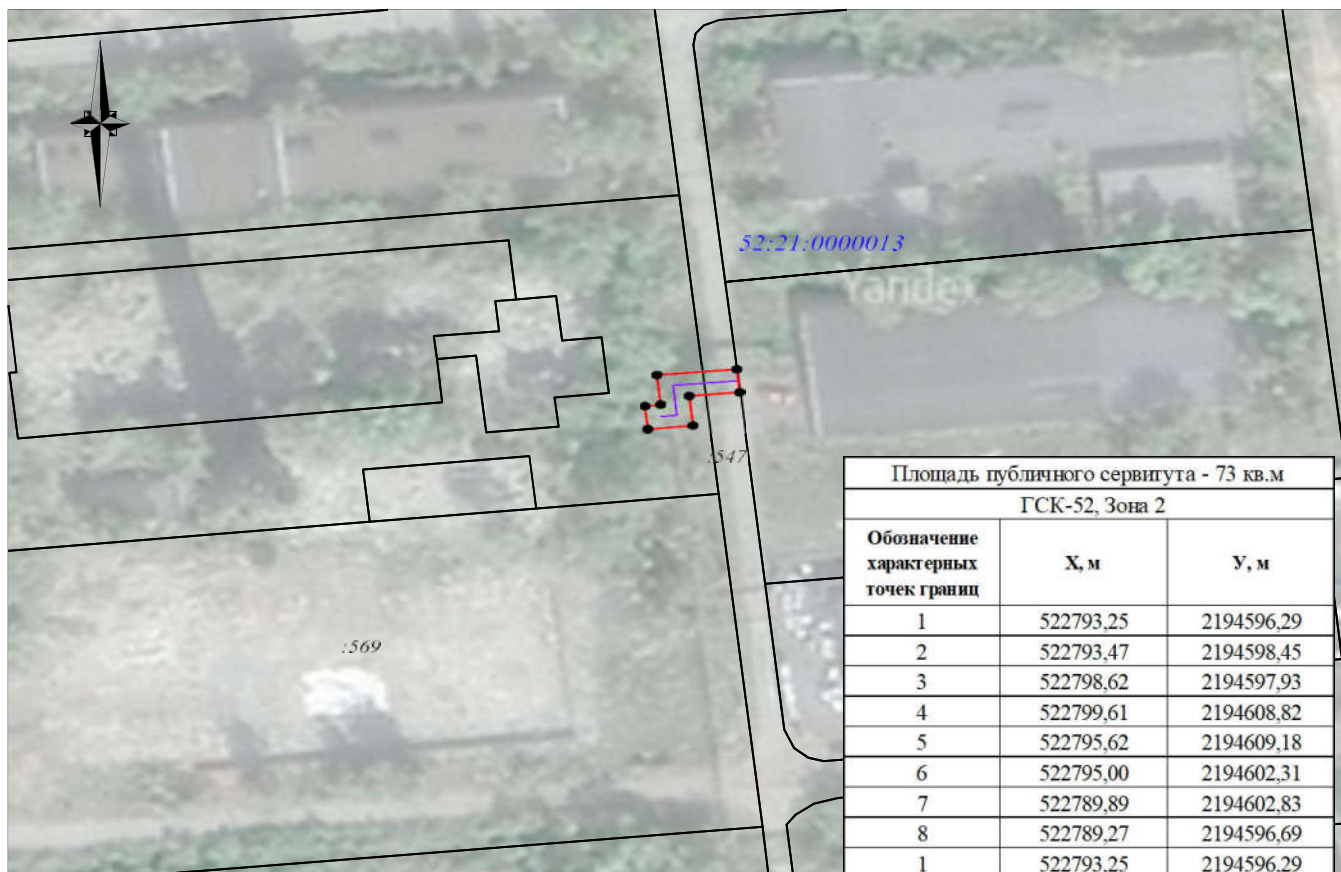 52:21:0000013
Yandex
:547
:569
Площадь публичного сервитута - 73 кв.м
ГСК-52, Зона 2
Обозначение характерных точек границ X, м У, м
1 522793,25 2194596,29
2 522793,47 2194598,45
3 522798,62 2194597,93
4 522799,61 2194608,82
5 522795,62 2194609,18
6 522795,00 2194602,31
7 522789,89 2194602,83
8 522789,27 2194596,69
1 522793,25 2194596,29